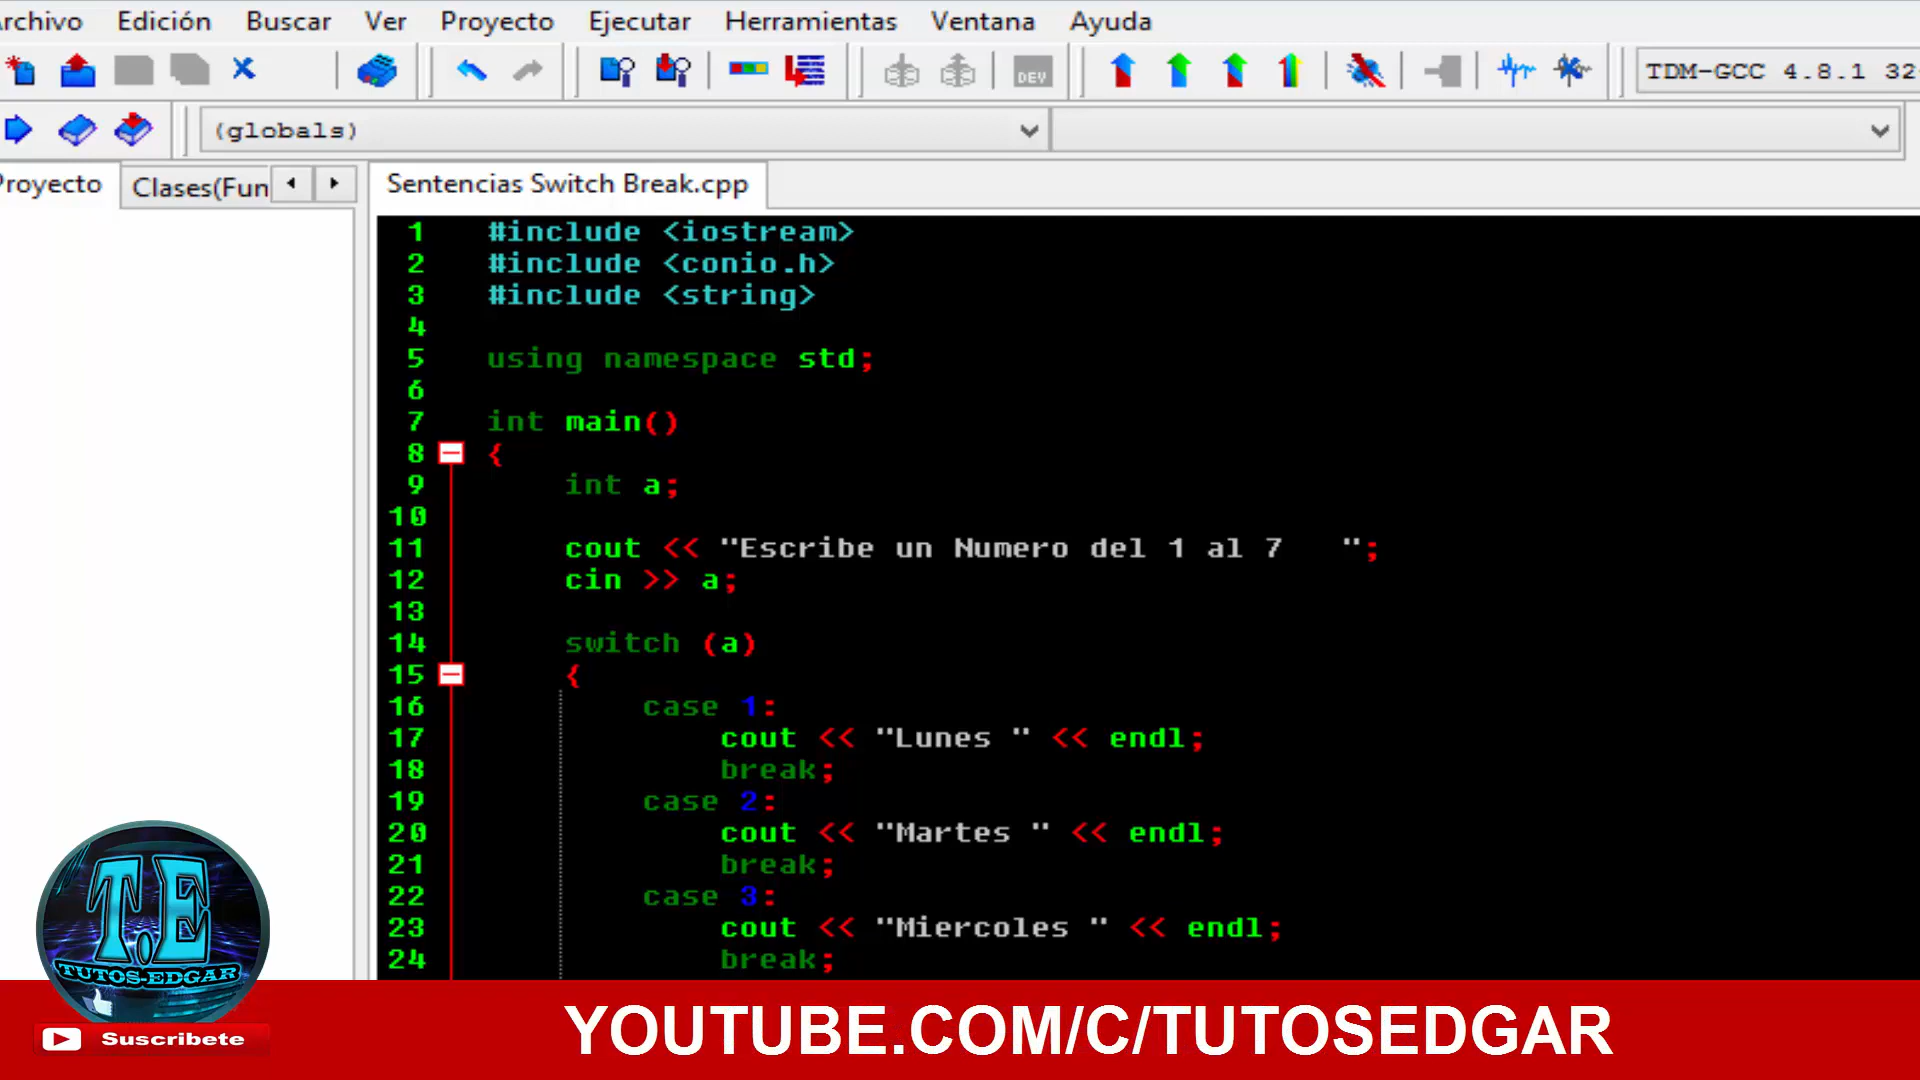 rchivo Edición Buscar Ver Proyecto Ejecutar Herramientas Ventana Ayuda
DEV
TDM-GCC 4.8.1 32
(globals)
Proyecto Clases(Fun Sentencias Switch Break.cpp
1 #include <iostream>
2 #include <conio.h>
3 #include <string>
4
5 using namespace std;
6
7 int main()
8 {
9 int a;
10
11 cout << "Escribe un Numero del 1 al 7   ";
12 cin >> a;
13
14 switch (a)
15 {
16 case 1:
17 cout << "Lunes " << endl;
18 break;
19 case 2:
20 cout << "Martes " << endl;
21 break;
22 case 3:
23 cout << "Miercoles " << endl;
24 break;
T.E
TUTOS-EDGAR
Suscribete
YOUTUBE.COM/C/TUTOSEDGAR